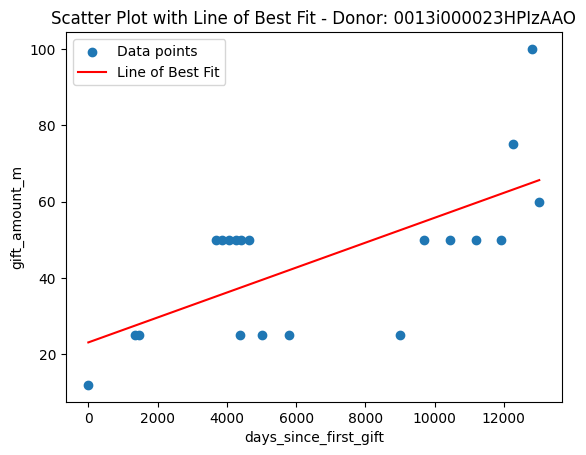 Scatter Plot with Line of Best Fit - Donor: 0013i000023HPIzAAO
Data points
Line of Best Fit
gift_amount_m
100
80
60
40
20
0
2000
4000
6000
8000
10000
12000
days_since_first_gift